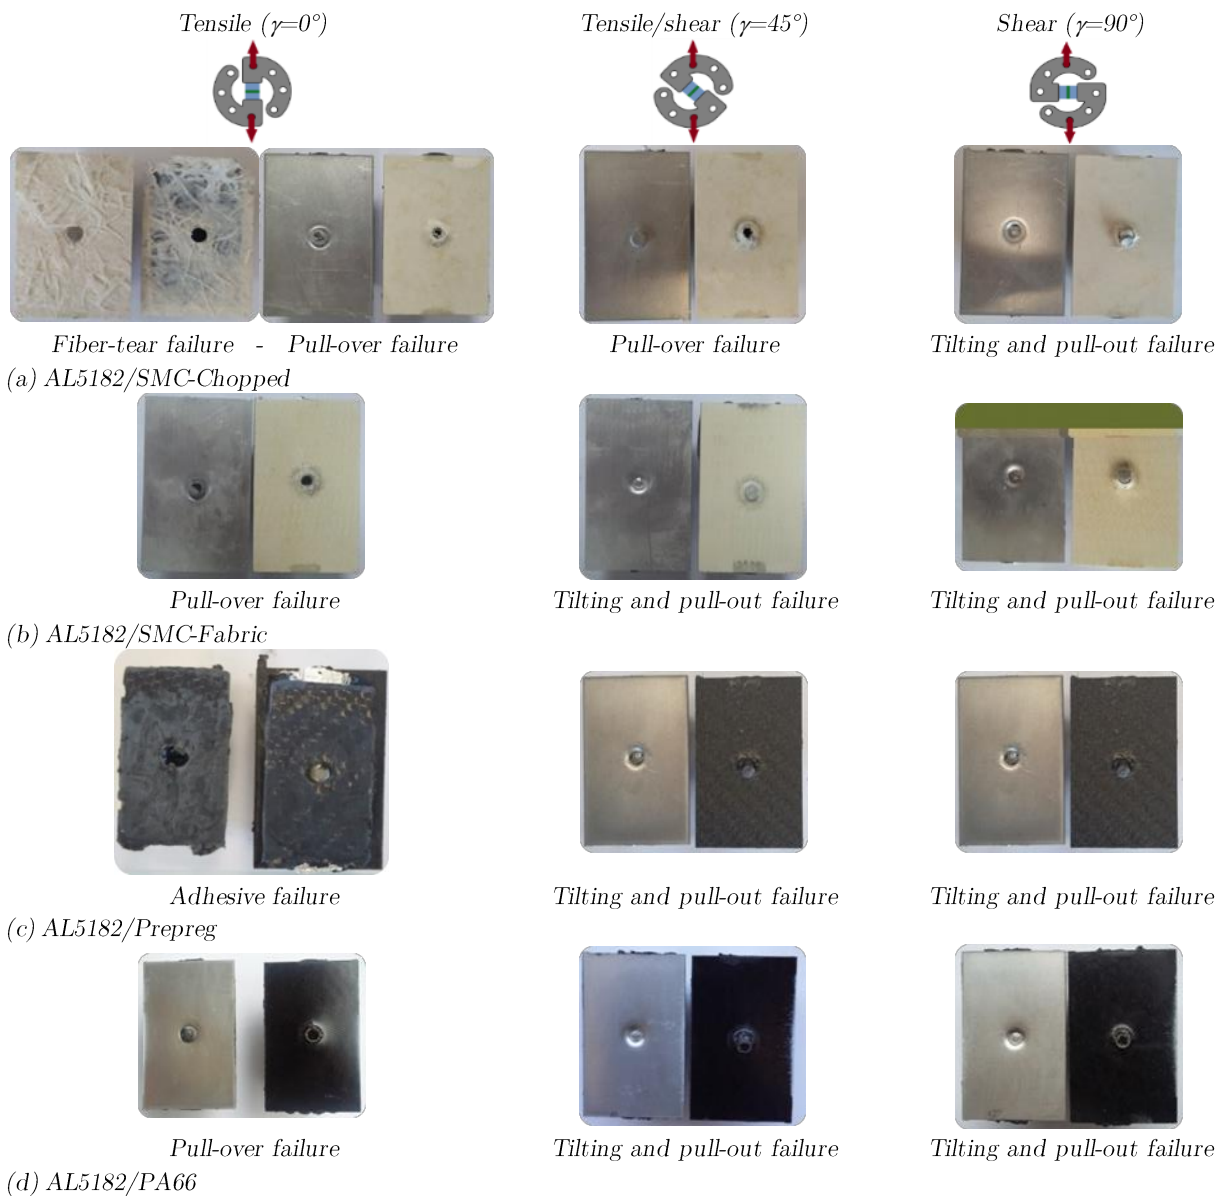 Tensile (γ=0°) Tensile/shear (γ=45°) Shear (γ=90°)
Fiber-tear failure - Pull-over failure Pull-over failure Tilting and pull-out failure
(a) AL5182/SMC-Chopped
Pull-over failure Tilting and pull-out failure Tilting and pull-out failure
(b) AL5182/SMC-Fabric
Adhesive failure Tilting and pull-out failure Tilting and pull-out failure
(c) AL5182/Prepreg
Pull-over failure Tilting and pull-out failure Tilting and pull-out failure
(d) AL5182/PA66